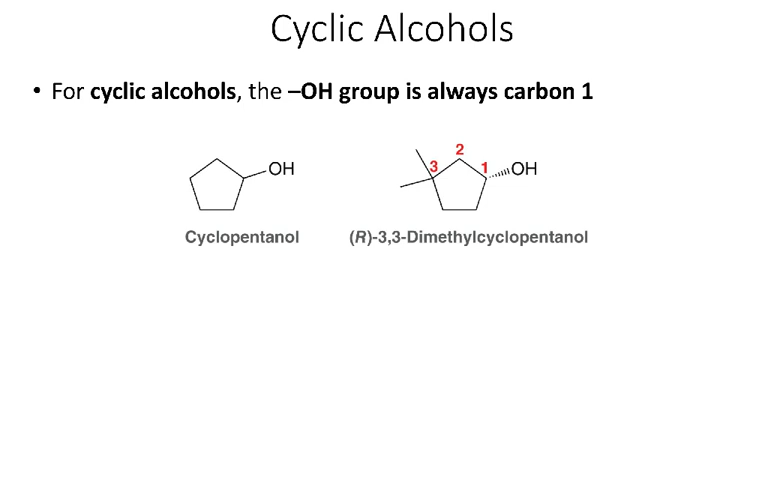 Cyclic Alcohols
• For cyclic alcohols, the –OH group is always carbon 1
OH
2
3
1
OH
Cyclopentanol
(R)-3,3-Dimethylcyclopentanol